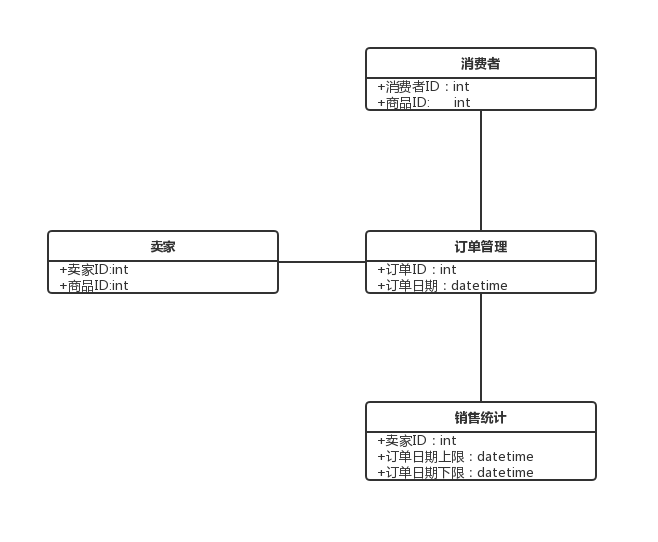 消费者
+消费者ID：int
+商品ID:      int
卖家
+卖家ID:int
+商品ID:int
订单管理
+订单ID：int
+订单日期：datetime
销售统计
+卖家ID：int
+订单日期上限：datetime
+订单日期下限：datetime